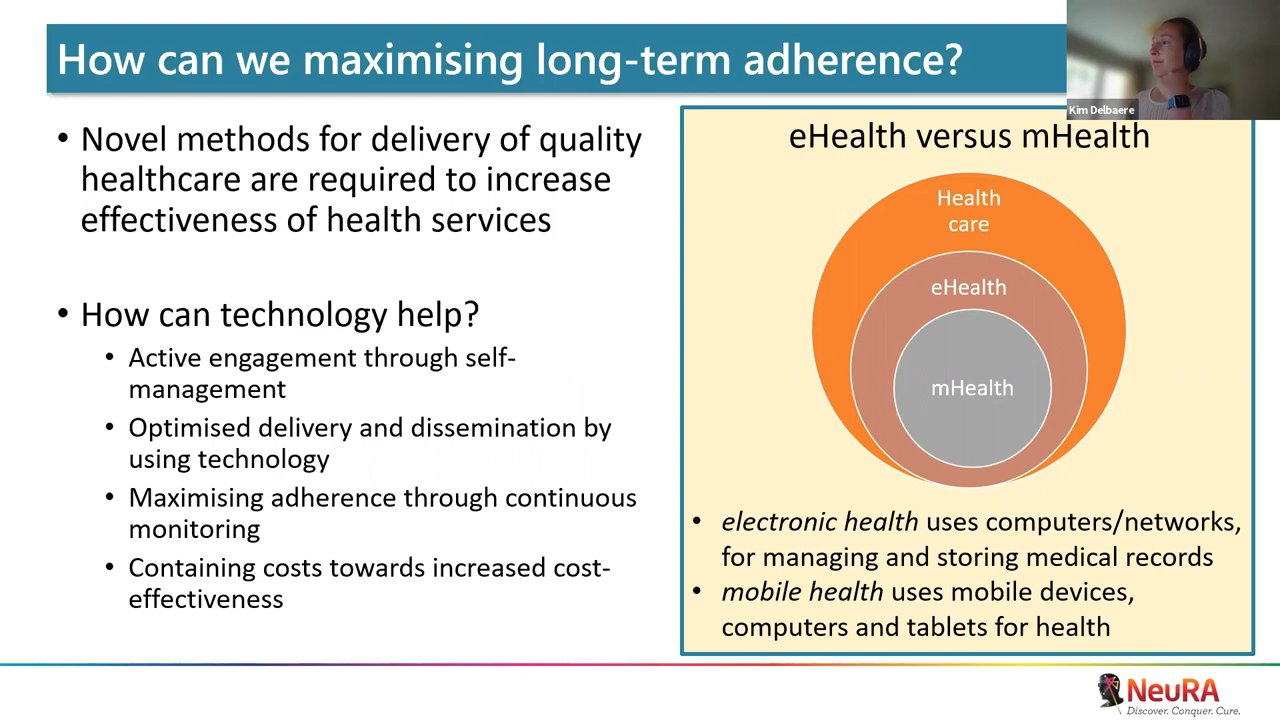 How can we maximising long-term adherence?
Kim Delbaere
• Novel methods for delivery of quality
healthcare are required to increase
effectiveness of health services
• How can technology help?
• Active engagement through self-
management
• Optimised delivery and dissemination by
using technology
• Maximising adherence through continuous
monitoring
• Containing costs towards increased cost-
effectiveness
eHealth versus mHealth
Health
care
eHealth
mHealth
• electronic health uses computers/networks,
for managing and storing medical records
• mobile health uses mobile devices,
computers and tablets for health
NeuRA
Discover. Conquer. Cure.